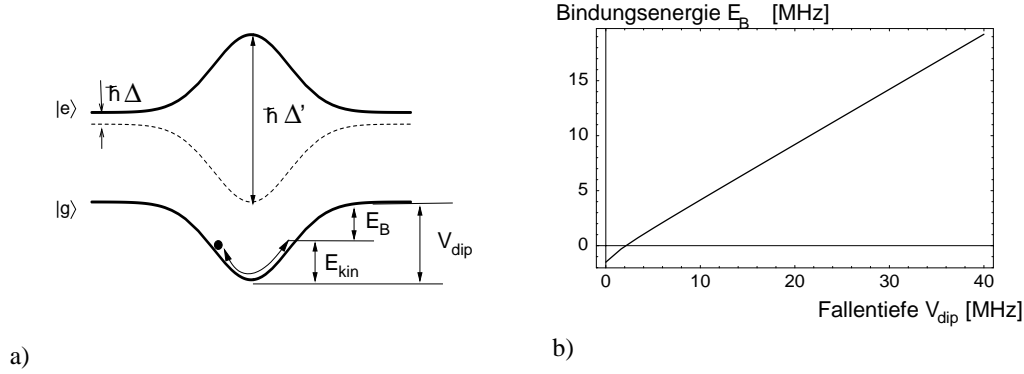 |e⟩
ħ Δ
ħ Δ'
|g⟩
E_B
E_kin
V_dip
a)
Bindungsenergie E_B [MHz]
15
10
5
0
0 10 20 30 40
Fallentiefe V_dip [MHz]
b)